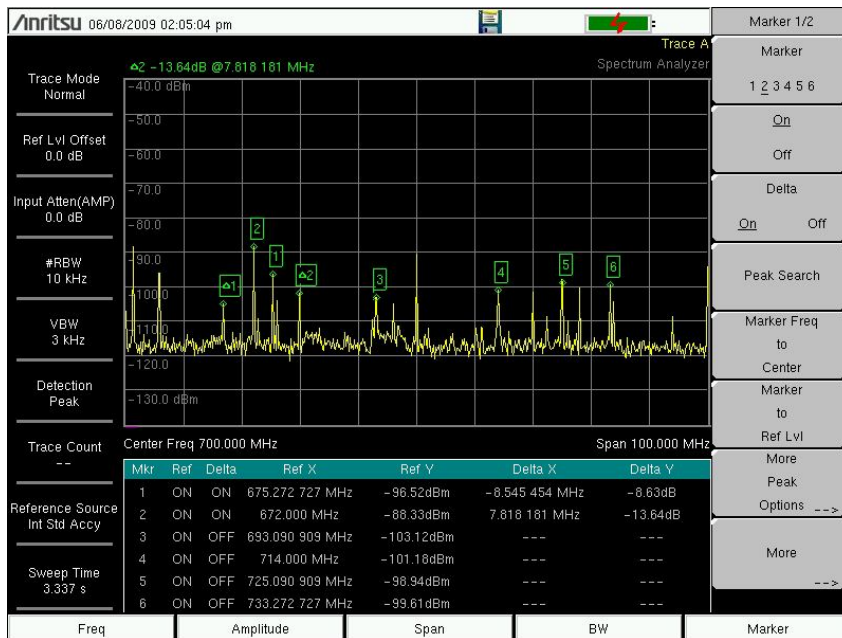 Anritsu 06/08/2009 02:05:04 pm
Trace A
Spectrum Analyzer
2 -13.64dB @7.818 181 MHz
Trace Mode
Normal
Ref Lvl Offset
0.0 dB
Input Atten(AMP)
0.0 dB
#RBW
10 kHz
VBW
3 kHz
Detection
Peak
Trace Count
--
Reference Source
Int Std Accy
Sweep Time
3.337 s
-40.0 dBm
-50.0
-60.0
-70.0
-80.0
-90.0
-100.0
-110.0
-120.0
-130.0 dBm
1
2
1
2
3
4
5
6
Center Freq 700.000 MHz Span 100.000 MHz
Mkr Ref Delta Ref X Ref Y Delta X Delta Y
1 ON ON 675.272 727 MHz -96.52dBm -8.545 454 MHz -8.63dB
2 ON ON 672.000 MHz -88.33dBm 7.818 181 MHz -13.64dB
3 ON OFF 693.090 909 MHz -103.12dBm --- ---
4 ON OFF 714.000 MHz -101.18dBm --- ---
5 ON OFF 725.090 909 MHz -98.94dBm --- ---
6 ON OFF 733.272 727 MHz -99.61dBm --- ---
Marker 1/2
Marker
1 2 3 4 5 6
On
Off
Delta
On Off
Peak Search
Marker Freq
to
Center
Marker
to
Ref Lvl
More
Peak
Options -->
More
-->
Freq Amplitude Span BW Marker